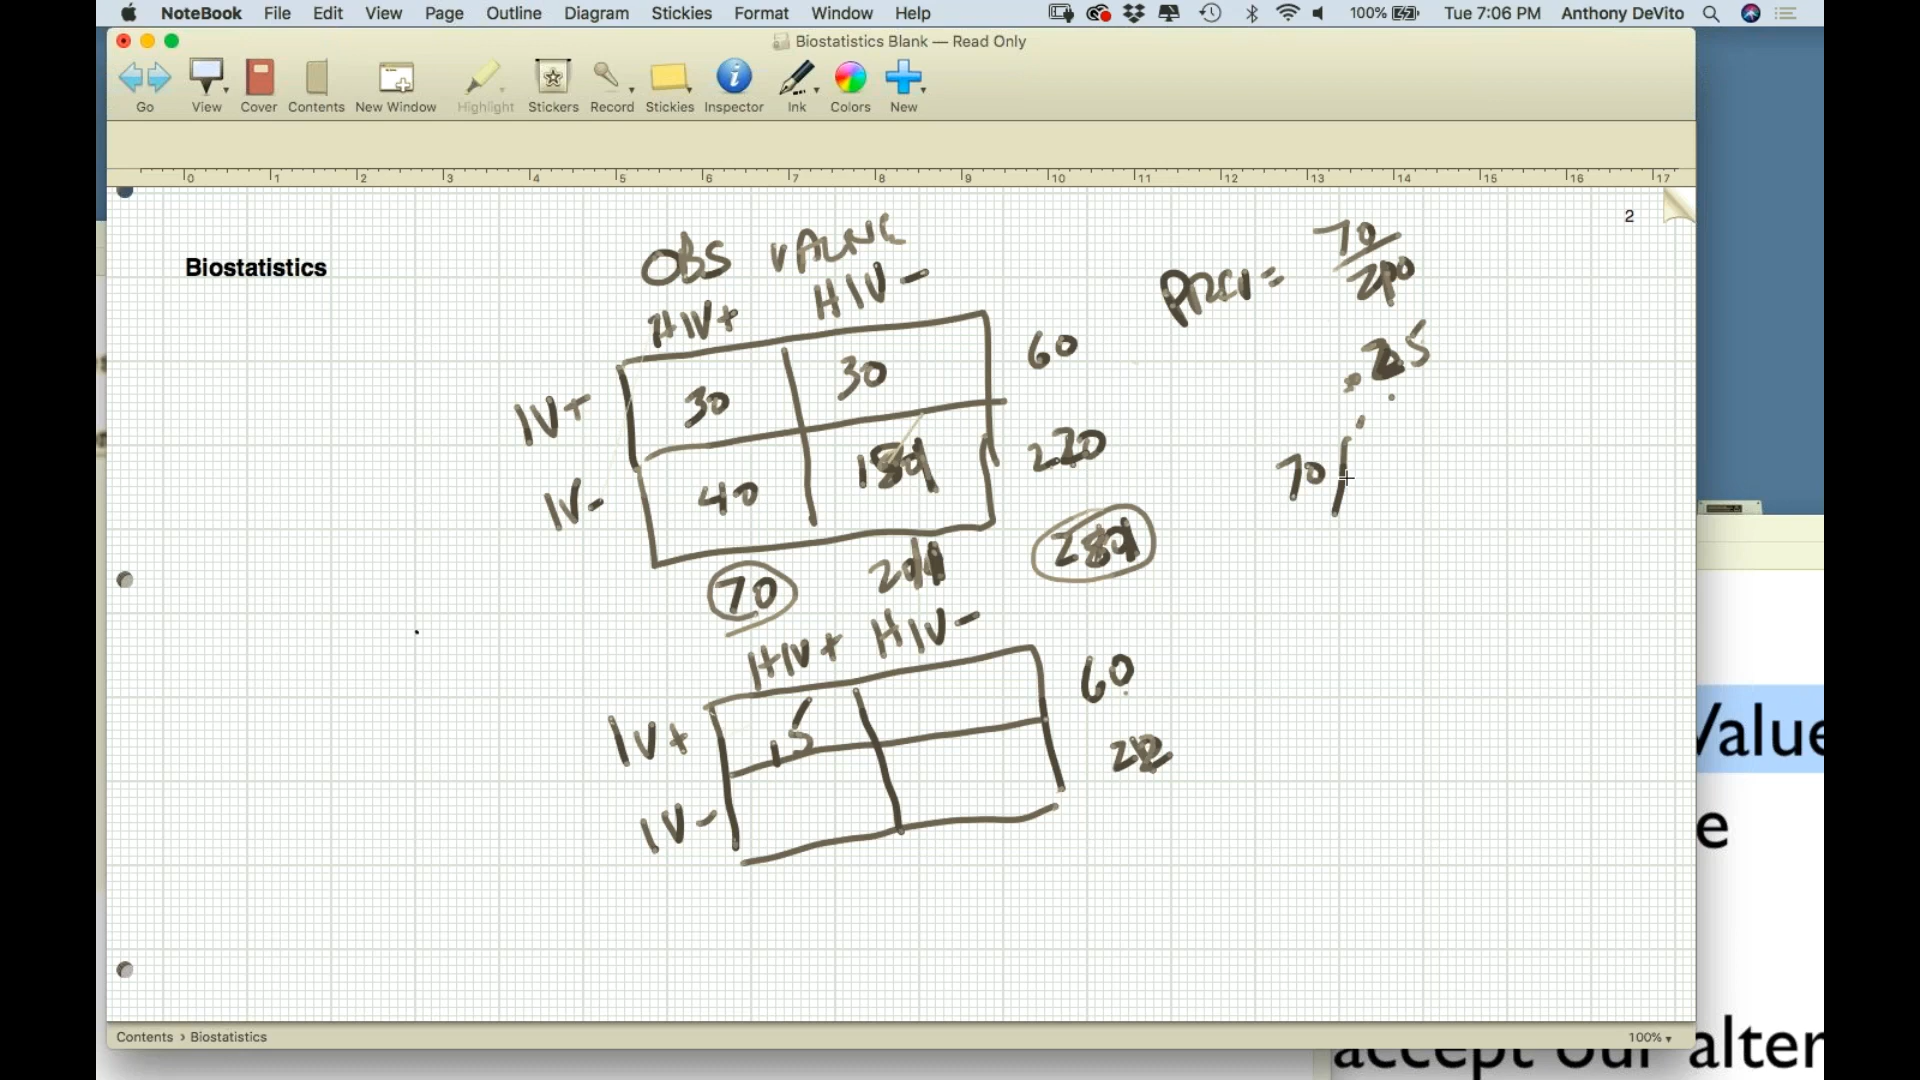 NoteBook File Edit View Page Outline Diagram Stickies Format Window Help 100% Tue 7:06 PM Anthony DeVito
Biostatistics Blank — Read Only
Go View Cover Contents New Window Highlight Stickers Record Stickies Inspector Ink Colors New
0 1 2 3 4 5 6 7 8 9 10 11 12 13 14 15 16 17
2
Biostatistics
OBS VALUE
HIV+ HIV-
IV+ 30 30 60
IV- 40 180 220
70 280
PREV = 70
.25
70/
HIV+ HIV-
IV+ 15 60
IV-
Value
e
accept our alter
Contents › Biostatistics
100%